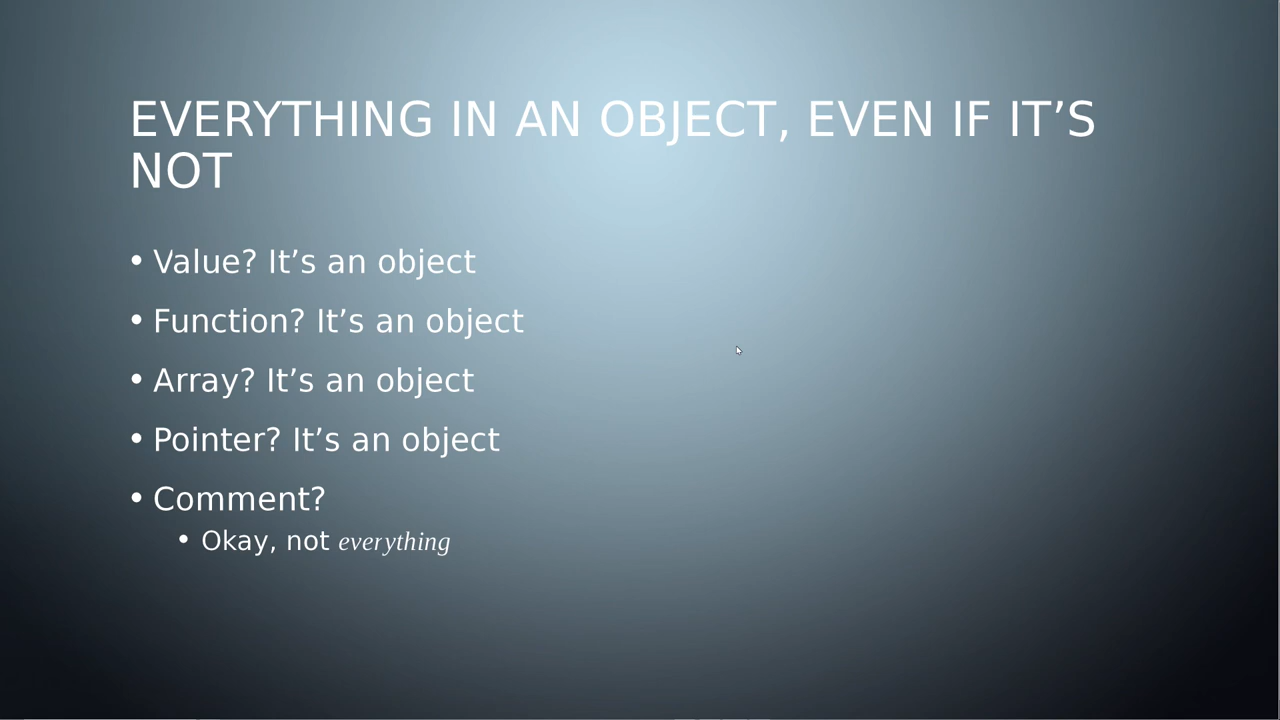 EVERYTHING IN AN OBJECT, EVEN IF IT’S
NOT
• Value? It’s an object
• Function? It’s an object
• Array? It’s an object
• Pointer? It’s an object
• Comment?
• Okay, not everything